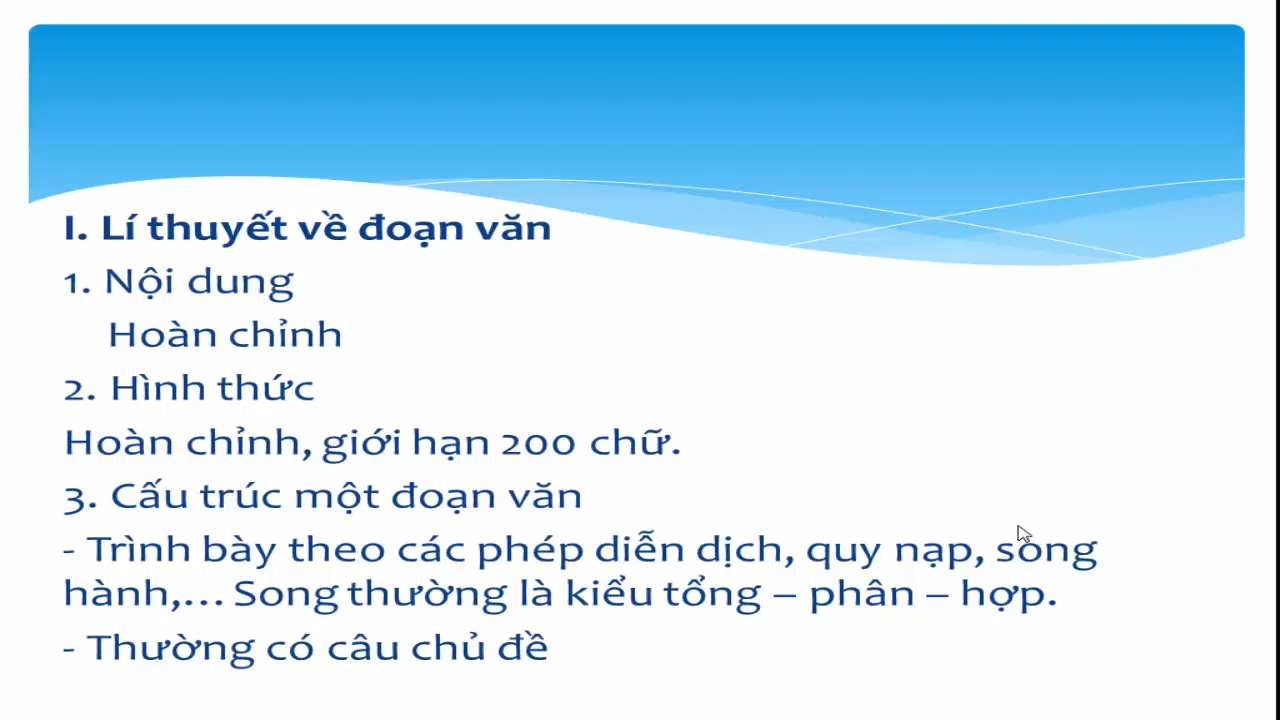 I. Lí thuyết về đoạn văn
1. Nội dung
Hoàn chỉnh
2. Hình thức
Hoàn chỉnh, giới hạn 200 chữ.
3. Cấu trúc một đoạn văn
- Trình bày theo các phép diễn dịch, quy nạp, song
hành,... Song thường là kiểu tổng – phân – hợp.
- Thường có câu chủ đề